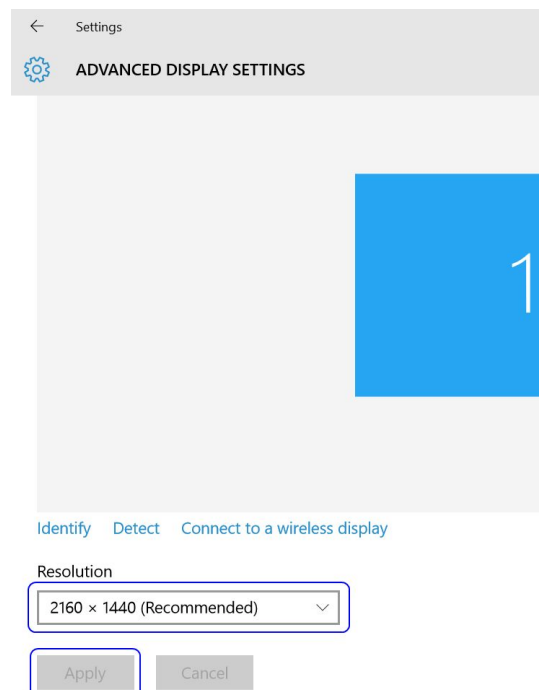 Settings
ADVANCED DISPLAY SETTINGS
1
Identify Detect Connect to a wireless display
Resolution
2160 × 1440 (Recommended)
Apply Cancel